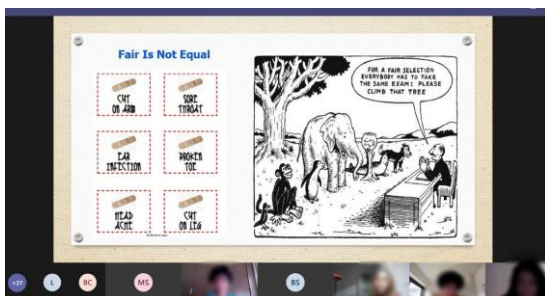 Fair Is Not Equal
CUT
ON ARM
SORE
THROAT
EAR
INFECTION
BROKEN
TOE
HEAD
ACHE
CUT
ON LEG
FOR A FAIR SELECTION
EVERYBODY HAS TO TAKE
THE SAME EXAM: PLEASE
CLIMB THAT TREE
+27
L
BC
MS
BS